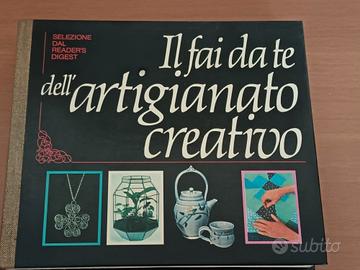 SELEZIONE
DAL
READER'S
DIGEST
Il fai da te
dell'artigianato
creativo
subito